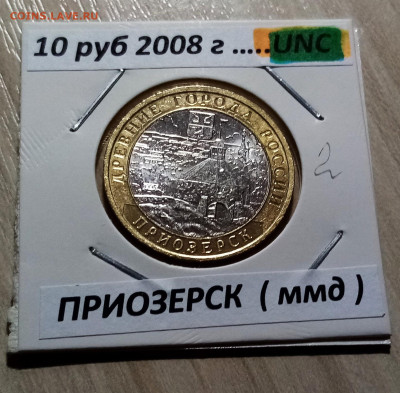 COINS.LAVE.RU
10 руб 2008 г .....UNC
ДРЕВНИЕ ГОРОДА РОССИИ
ПРИОЗЕРСК
2
ПРИОЗЕРСК ( ммд )